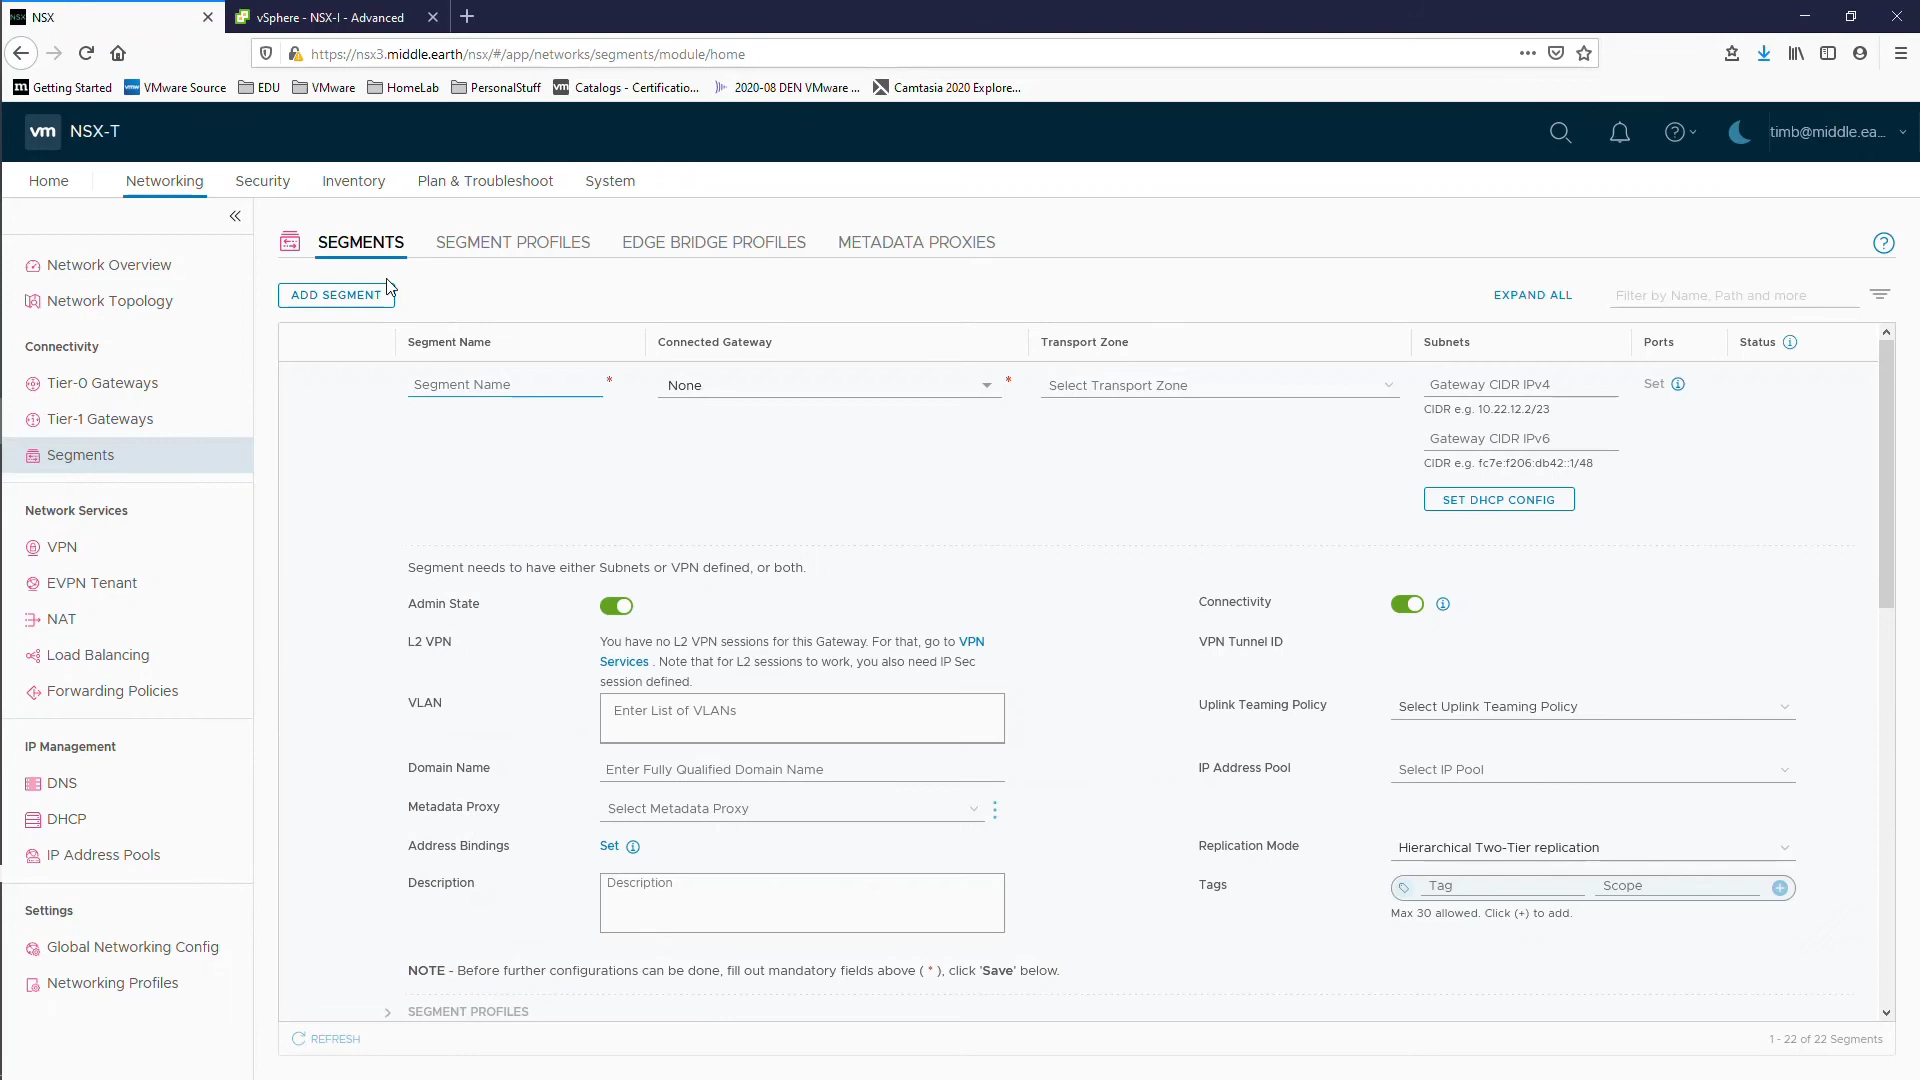 NSX
vSphere - NSX-I - Advanced
https://nsx3.middle.earth/nsx/#/app/networks/segments/module/home
Getting Started
VMware Source
EDU
VMware
HomeLab
PersonalStuff
Catalogs - Certificatio...
2020-08 DEN VMware ...
Camtasia 2020 Explore...
vm NSX-T
timb@middle.ea...
Home
Networking
Security
Inventory
Plan & Troubleshoot
System
Network Overview
Network Topology
Connectivity
Tier-0 Gateways
Tier-1 Gateways
Segments
Network Services
VPN
EVPN Tenant
NAT
Load Balancing
Forwarding Policies
IP Management
DNS
DHCP
IP Address Pools
Settings
Global Networking Config
Networking Profiles
SEGMENTS
SEGMENT PROFILES
EDGE BRIDGE PROFILES
METADATA PROXIES
ADD SEGMENT
EXPAND ALL
Filter by Name, Path and more
Segment Name
Connected Gateway
Transport Zone
Subnets
Ports
Status
Segment Name *
None *
Select Transport Zone
Gateway CIDR IPv4
CIDR e.g. 10.22.12.2/23
Gateway CIDR IPv6
CIDR e.g. fc7e:f206:db42::1/48
SET DHCP CONFIG
Set
Segment needs to have either Subnets or VPN defined, or both.
Admin State
Connectivity
L2 VPN
You have no L2 VPN sessions for this Gateway. For that, go to VPN
Services . Note that for L2 sessions to work, you also need IP Sec
session defined.
VPN Tunnel ID
VLAN
Enter List of VLANs
Uplink Teaming Policy
Select Uplink Teaming Policy
Domain Name
Enter Fully Qualified Domain Name
IP Address Pool
Select IP Pool
Metadata Proxy
Select Metadata Proxy
Address Bindings
Set
Replication Mode
Hierarchical Two-Tier replication
Description
Description
Tags
Tag
Scope
Max 30 allowed. Click (+) to add.
NOTE - Before further configurations can be done, fill out mandatory fields above ( * ), click 'Save' below.
SEGMENT PROFILES
REFRESH
1 - 22 of 22 Segments